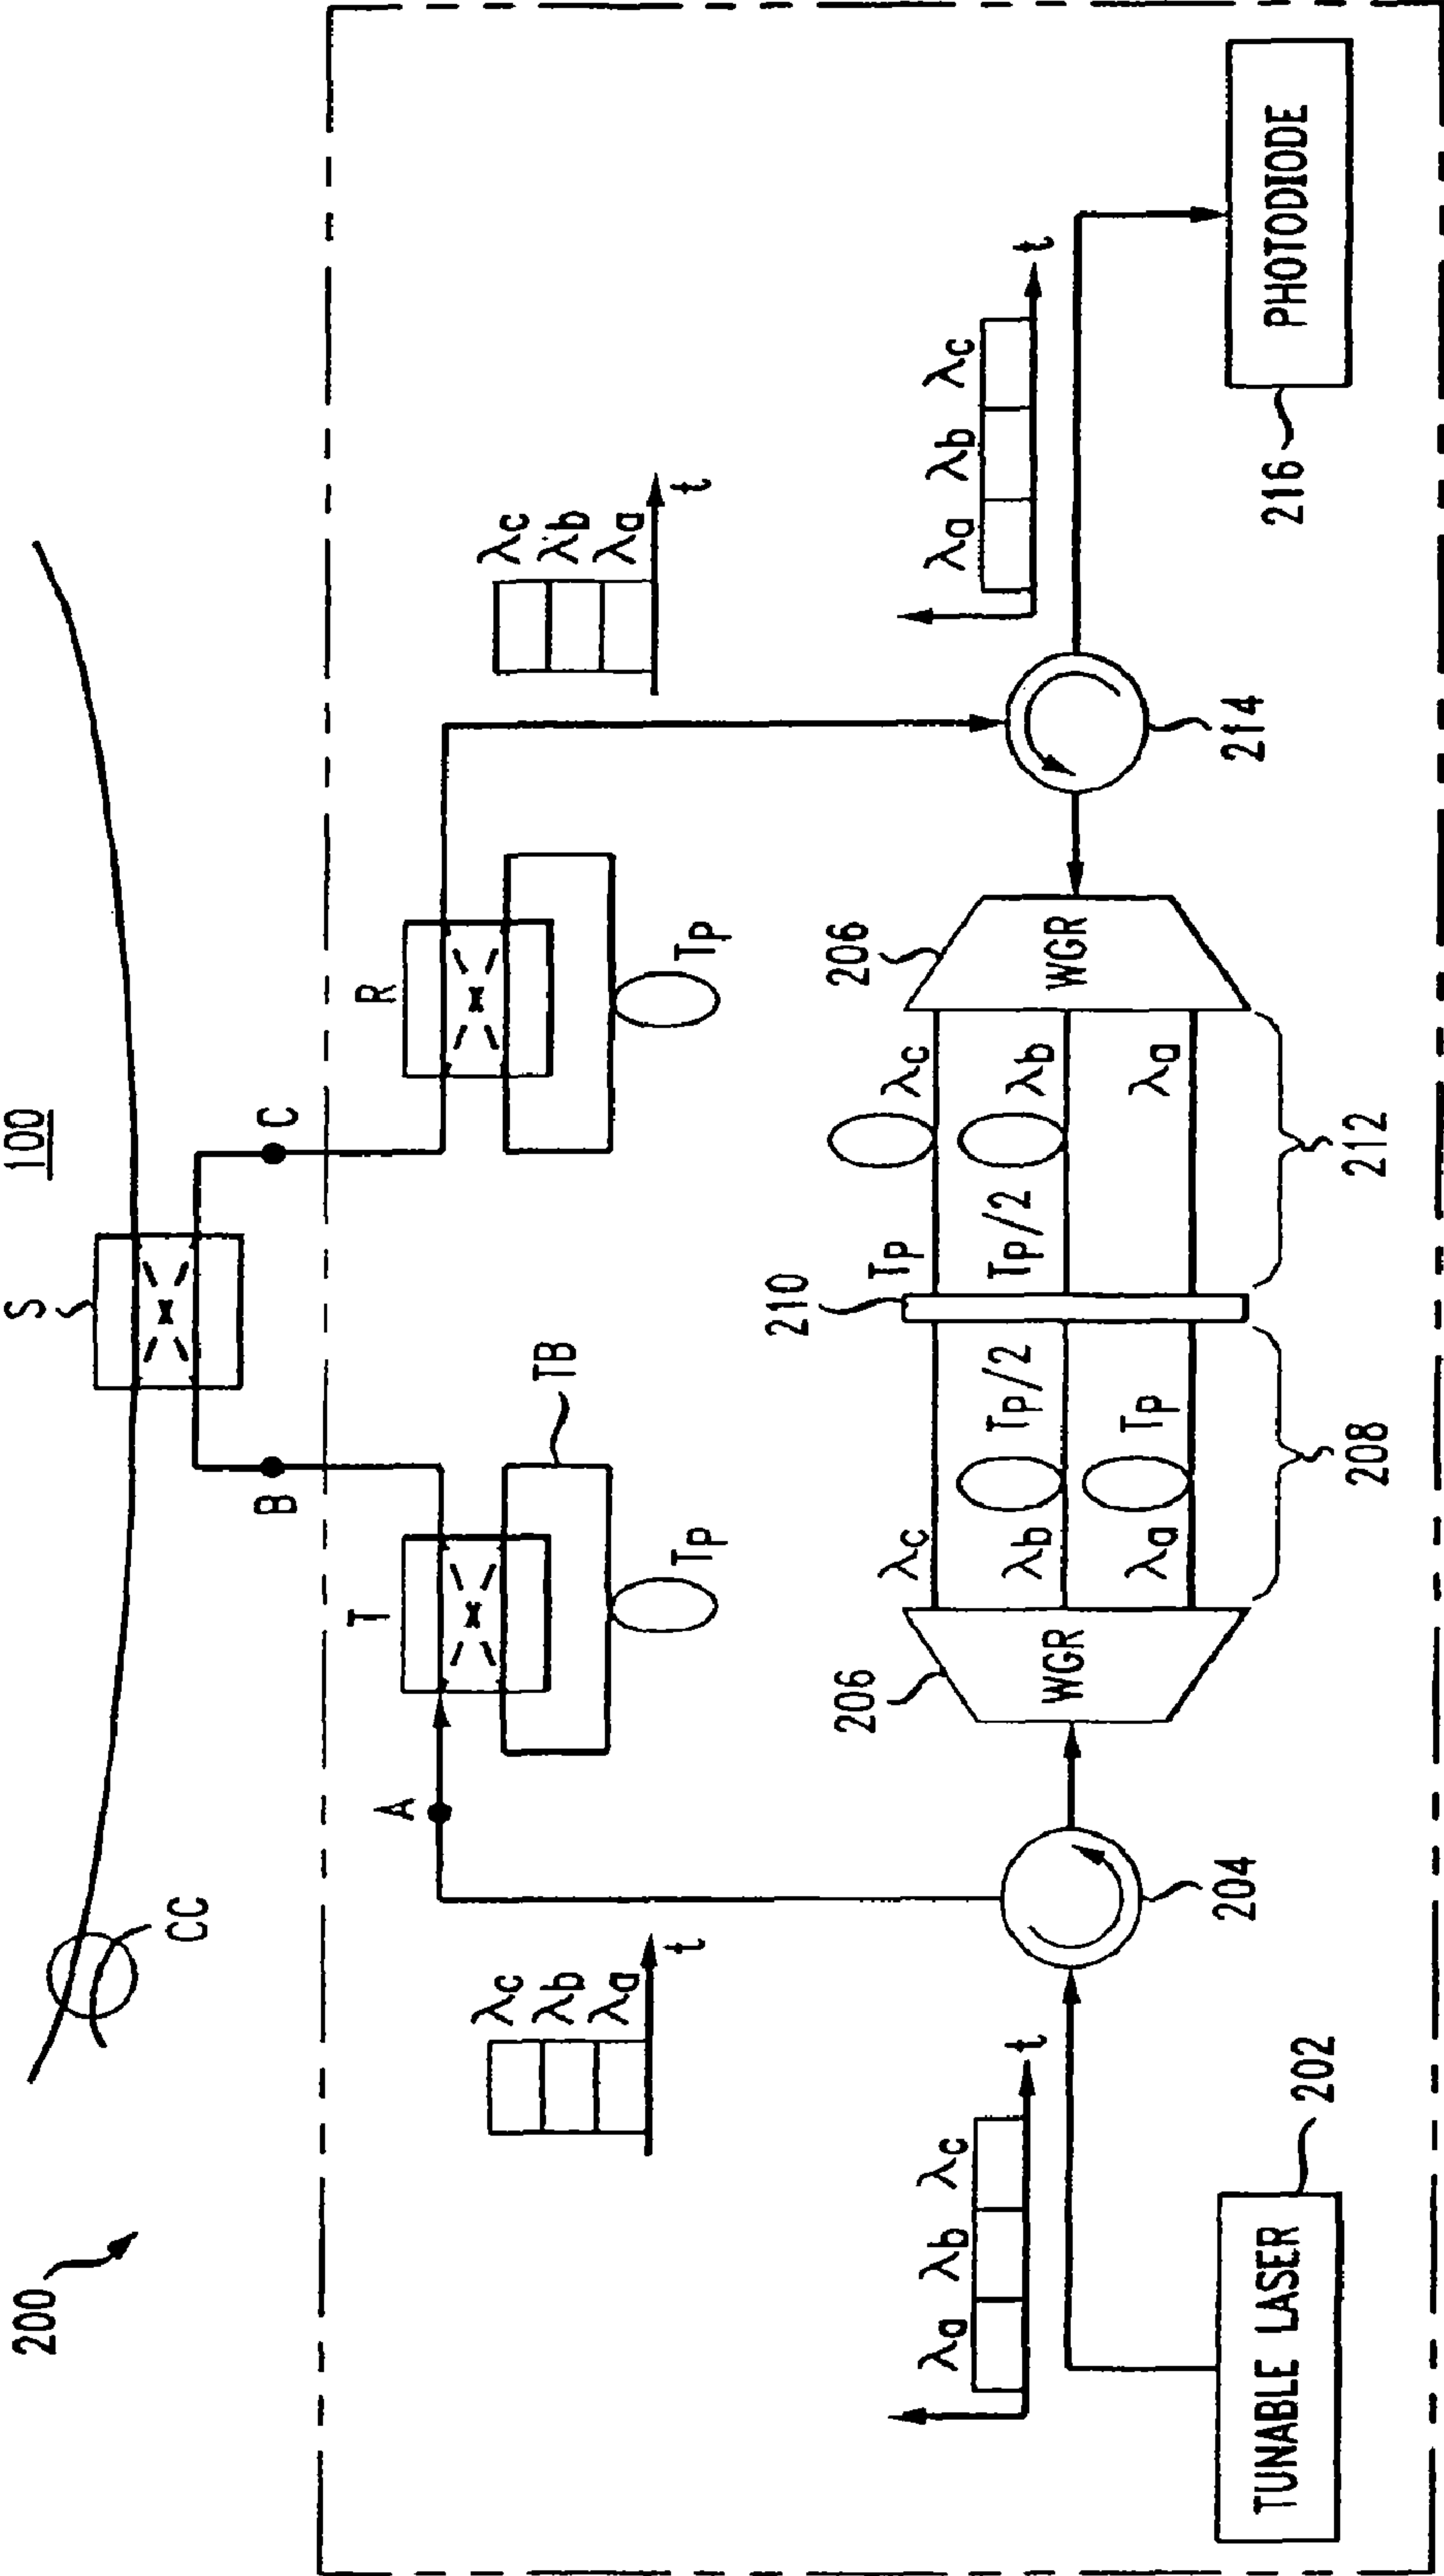 200
100
CC
S
B
C
A
T
TB
Tp
R
Tp
λc
λb
λa
t
λc
λb
λa
t
λa λb λc
t
λa λb λc
t
TUNABLE LASER
202
204
206
WGR
λc
λb
Tp/2
λa
Tp
208
210
Tp
λc
Tp/2
λb
λa
212
206
WGR
214
PHOTODIODE
216